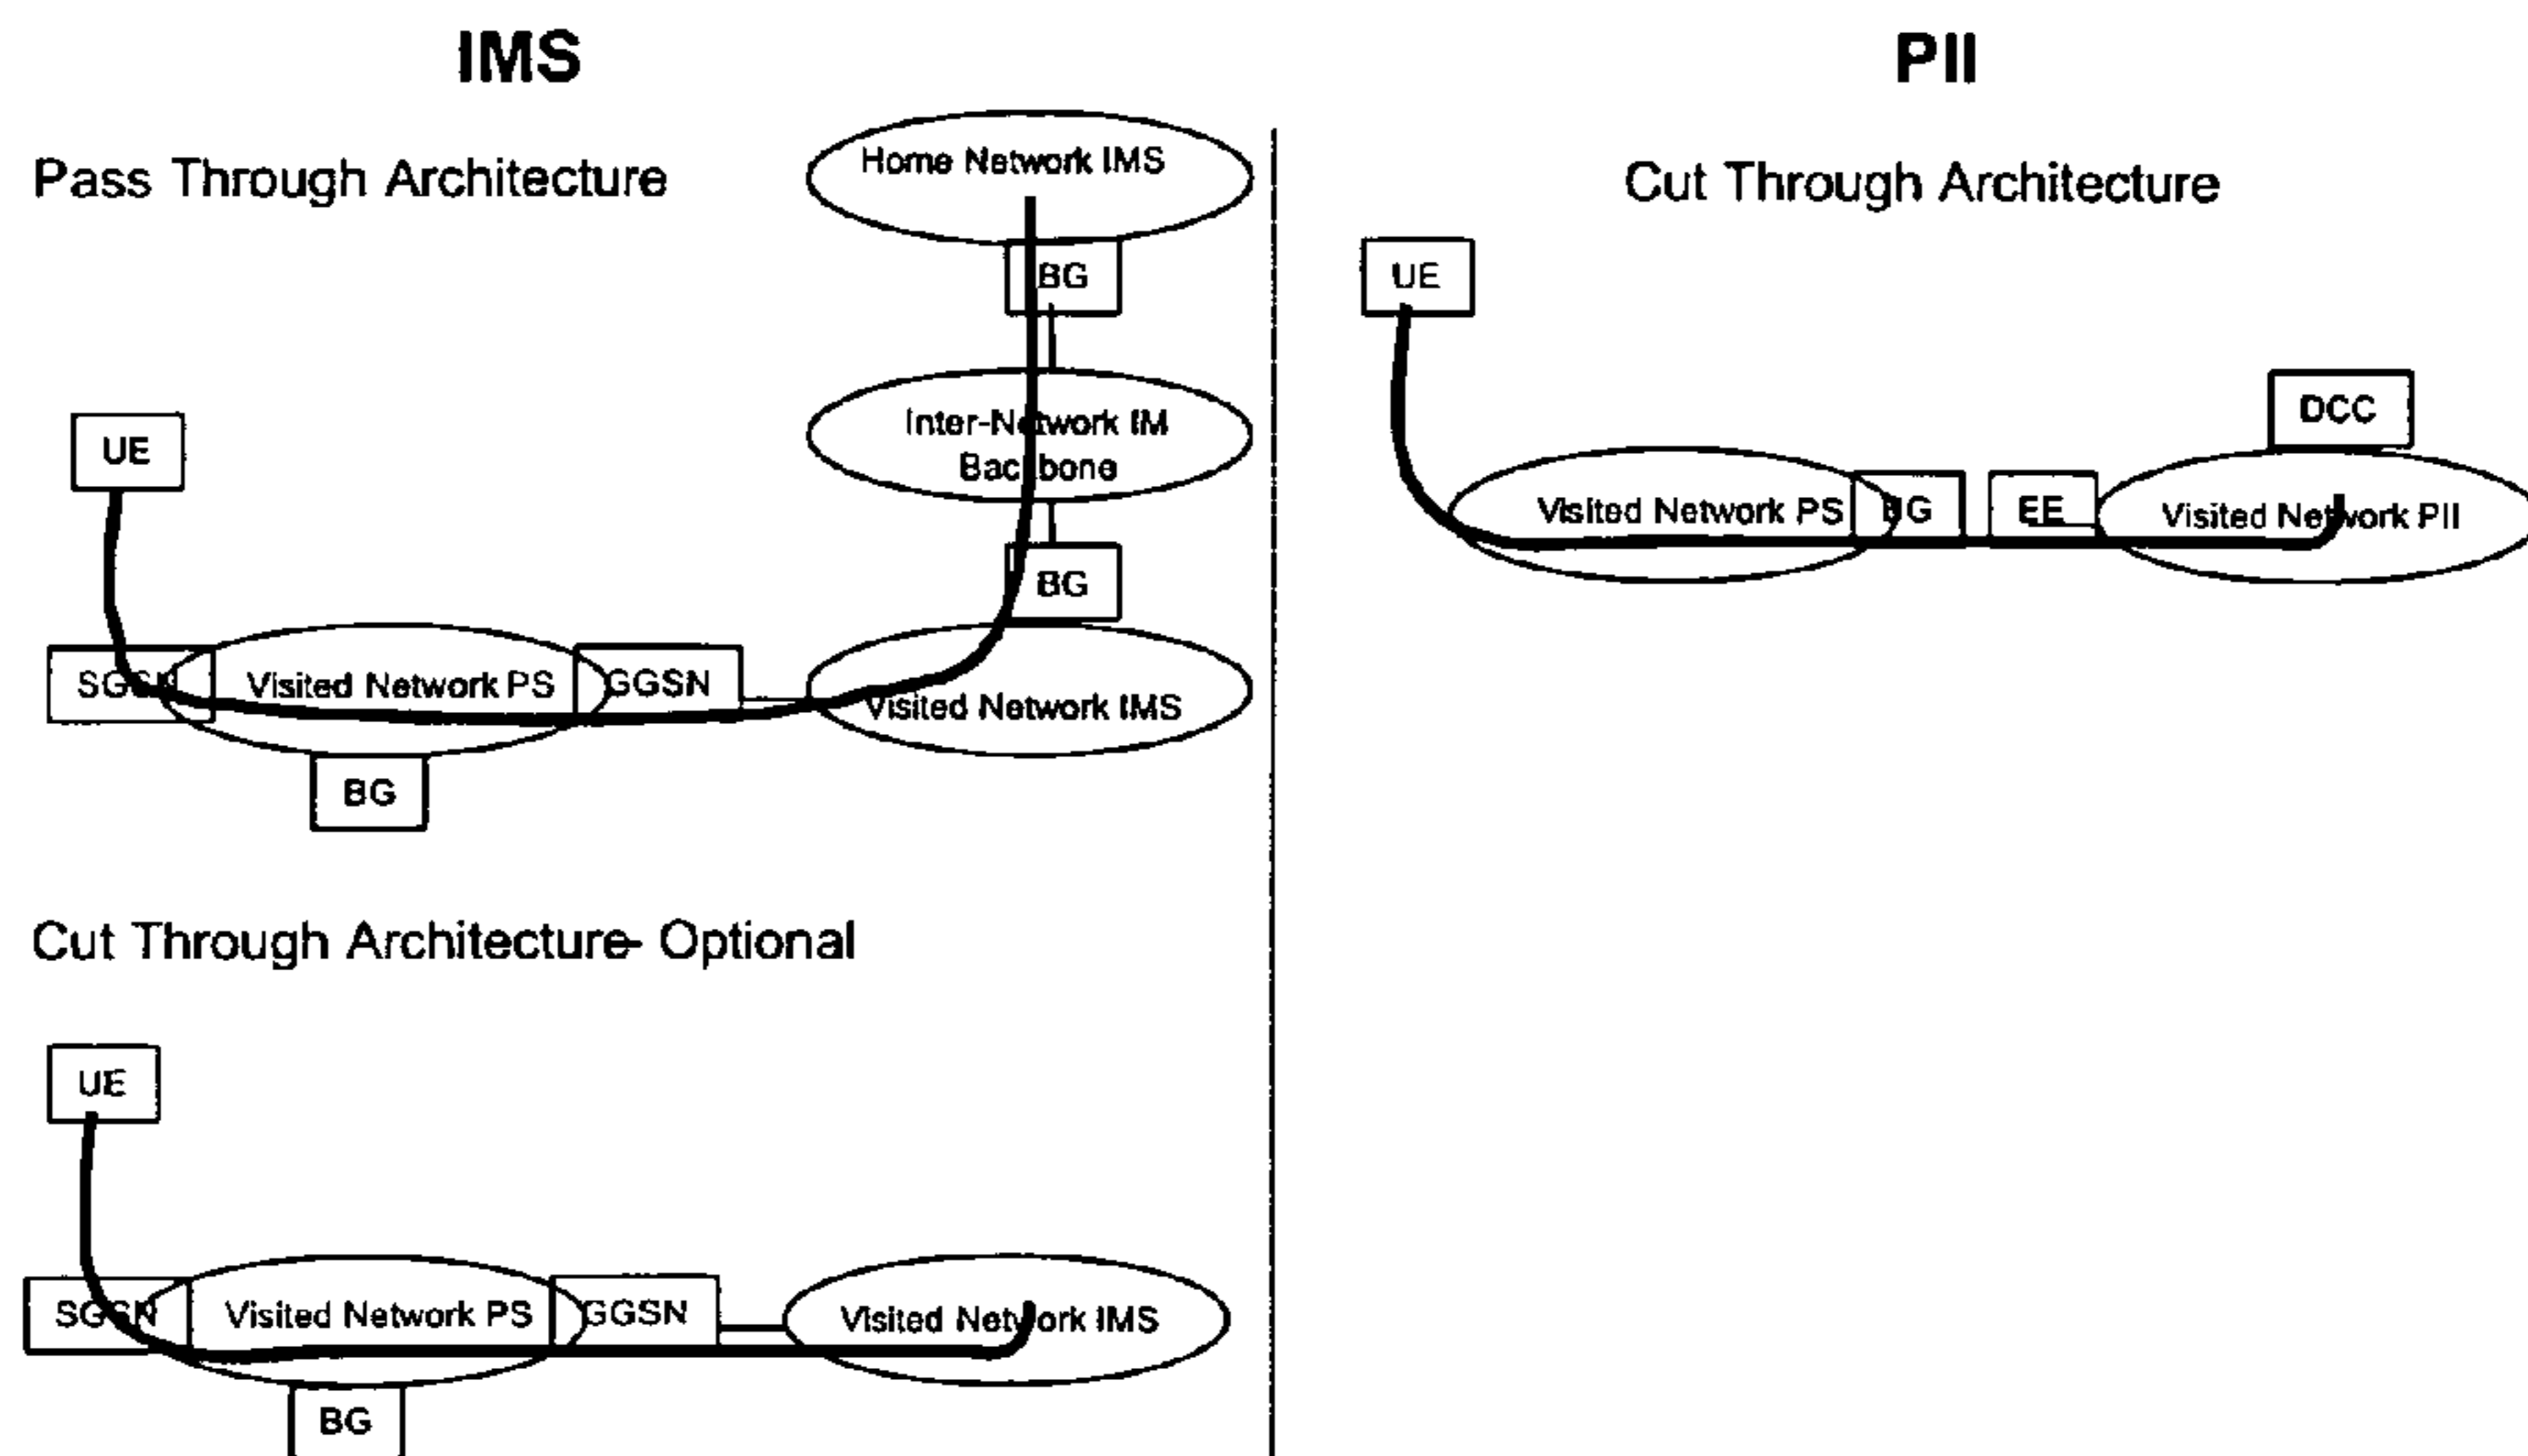 IMS
Pass Through Architecture
Home Network IMS
BG
Inter-Network IM
Backbone
BG
UE
SGSN
Visited Network PS
GGSN
Visited Network IMS
BG
Cut Through Architecture- Optional
UE
SGSN
Visited Network PS
GGSN
Visited Network IMS
BG
PII
Cut Through Architecture
UE
DCC
Visited Network PS
BG
EE
Visited Network PII